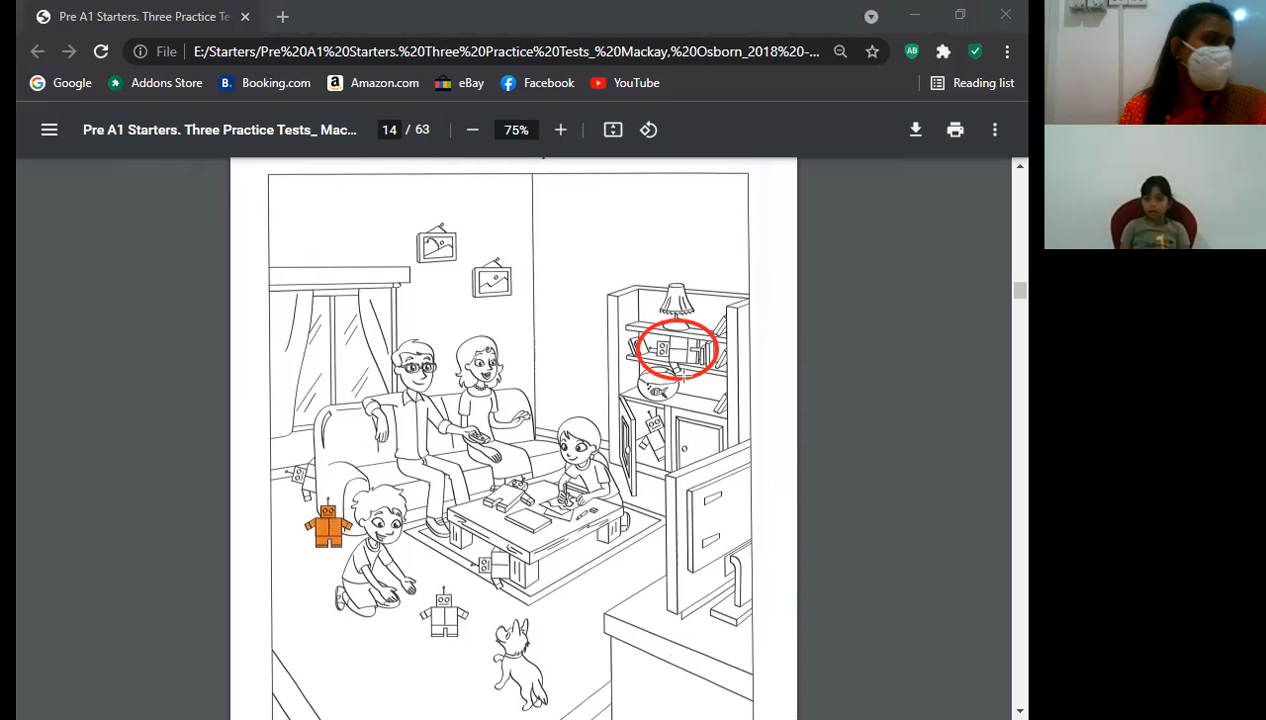 Pre A1 Starters. Three Practice Te
File E:/Starters/Pre%20A1%20Starters.%20Three%20Practice%20Tests_%20Mackay,%20Osborn_2018%20-...
AB
Google Addons Store B. Booking.com a Amazon.com eBay Facebook YouTube Reading list
Pre A1 Starters. Three Practice Tests_ Mac... 14 / 63 — 75% +